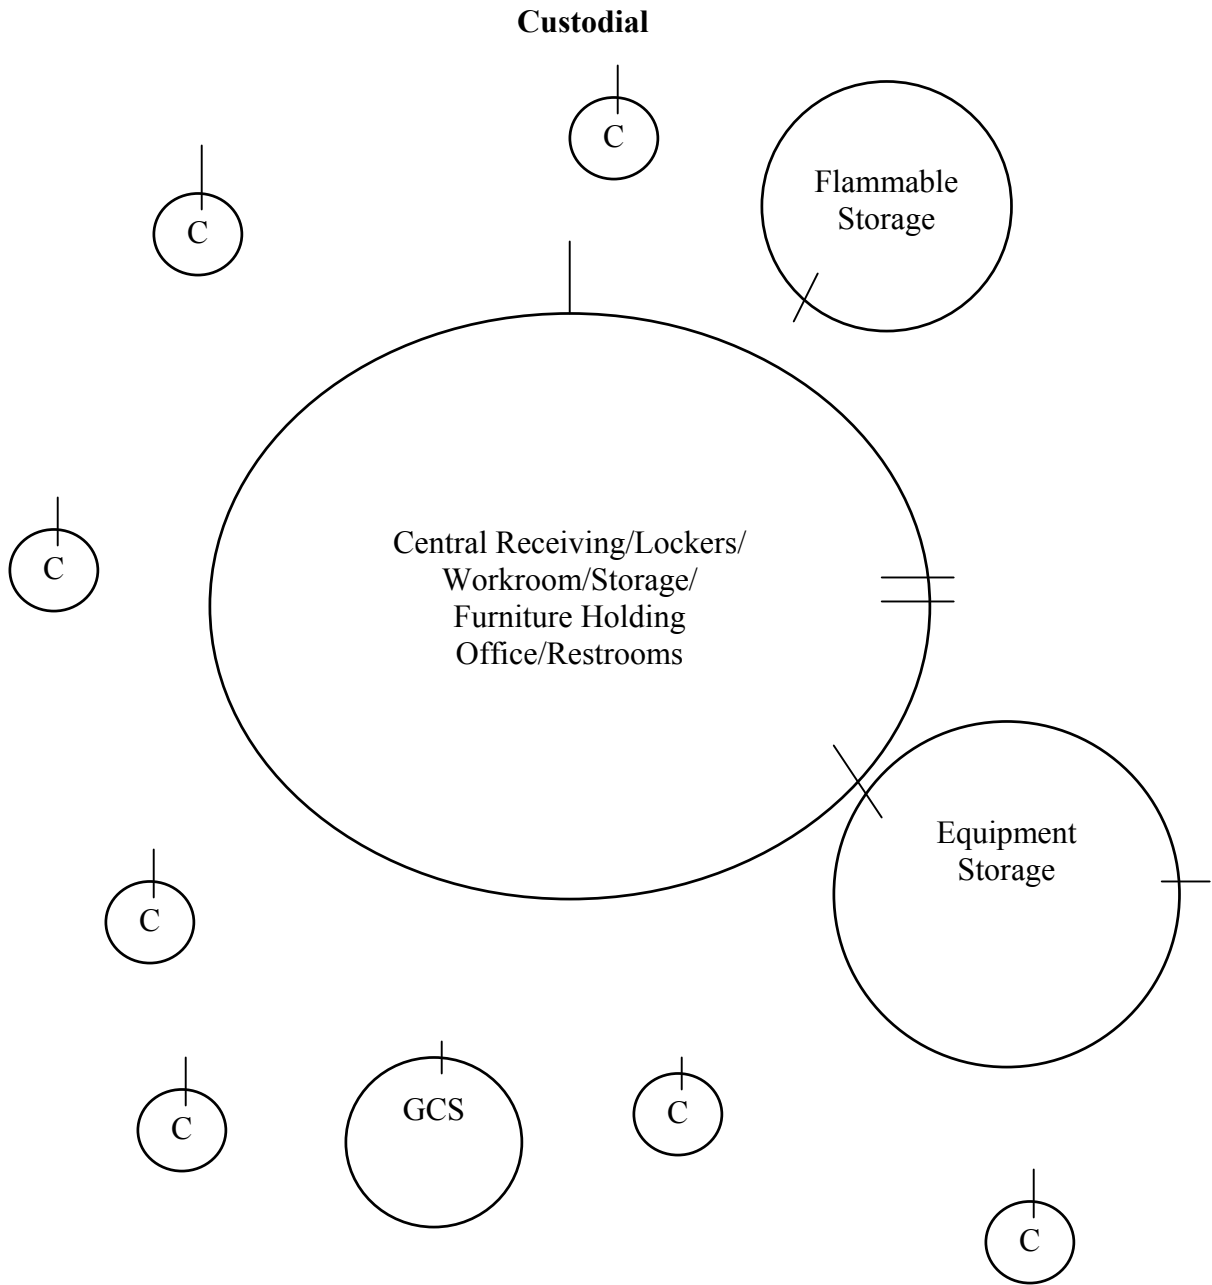 Custodial
C
Flammable
Storage
C
Central Receiving/Lockers/
Workroom/Storage/
Furniture Holding
Office/Restrooms
C
Equipment
Storage
C
GCS
C
C
C